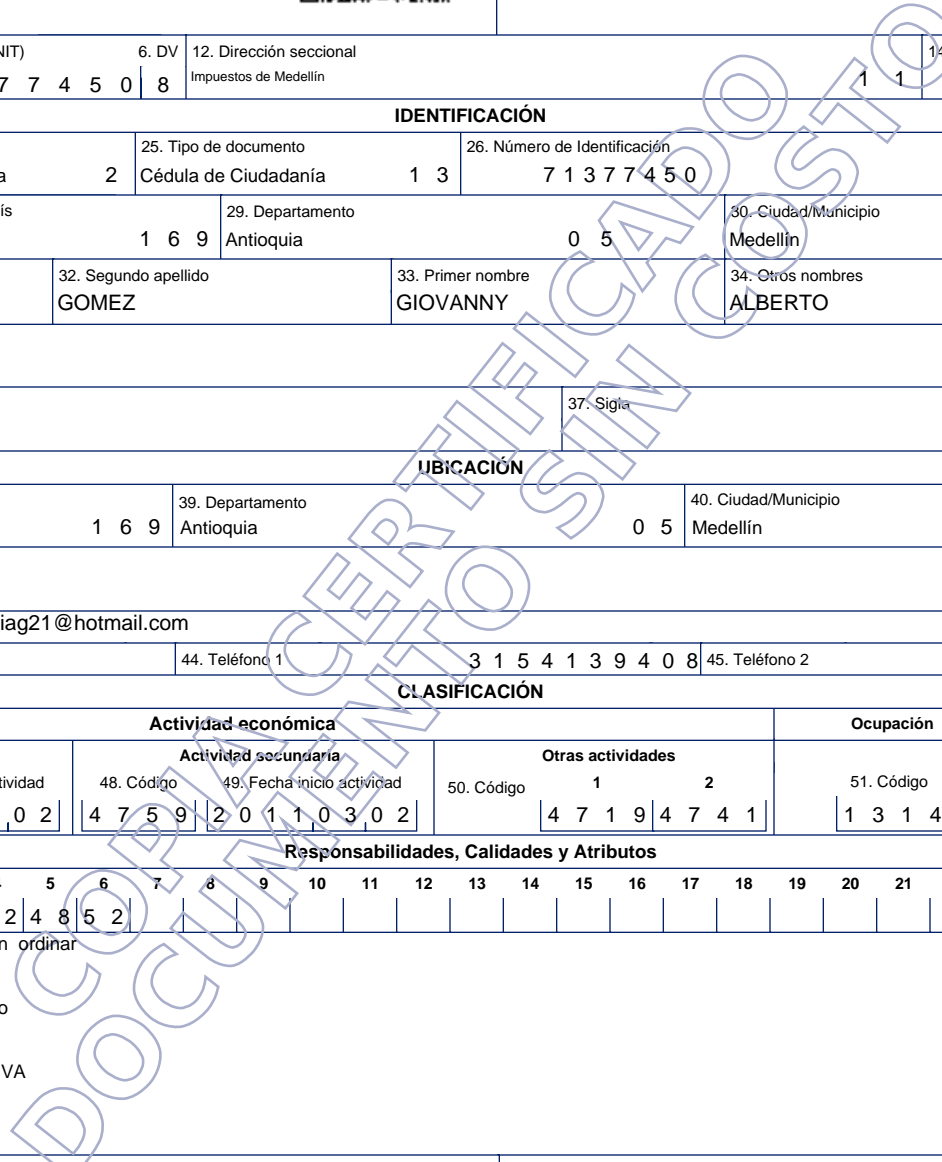 NIT) 6. DV 12. Dirección seccional 14
7 7 4 5 0 8 Impuestos de Medellín 1 1
IDENTIFICACIÓN
25. Tipo de documento 26. Número de Identificación
a 2 Cédula de Ciudadanía 1 3 7 1 3 7 7 4 5 0
ís 29. Departamento 30. Ciudad/Municipio
1 6 9 Antioquia 0 5 Medellín
32. Segundo apellido 33. Primer nombre 34. Otros nombres
GOMEZ GIOVANNY ALBERTO
37. Sigla
UBICACIÓN
39. Departamento 40. Ciudad/Municipio
1 6 9 Antioquia 0 5 Medellín
iag21@hotmail.com
44. Teléfono 1 3 1 5 4 1 3 9 4 0 8 45. Teléfono 2
CLASIFICACIÓN
Actividad económica Ocupación
Actividad secundaria Otras actividades
tividad 48. Código 49. Fecha inicio actividad 50. Código 1 2 51. Código
0 2 4 7 5 9 2 0 1 1 0 3 0 2 4 7 1 9 4 7 4 1 1 3 1 4
Responsabilidades, Calidades y Atributos
5 6 7 8 9 10 11 12 13 14 15 16 17 18 19 20 21
2 4 8 5 2
n ordinar
o
VA
COPIA CERTIFICADO
DOCUMENTO SIN COSTO